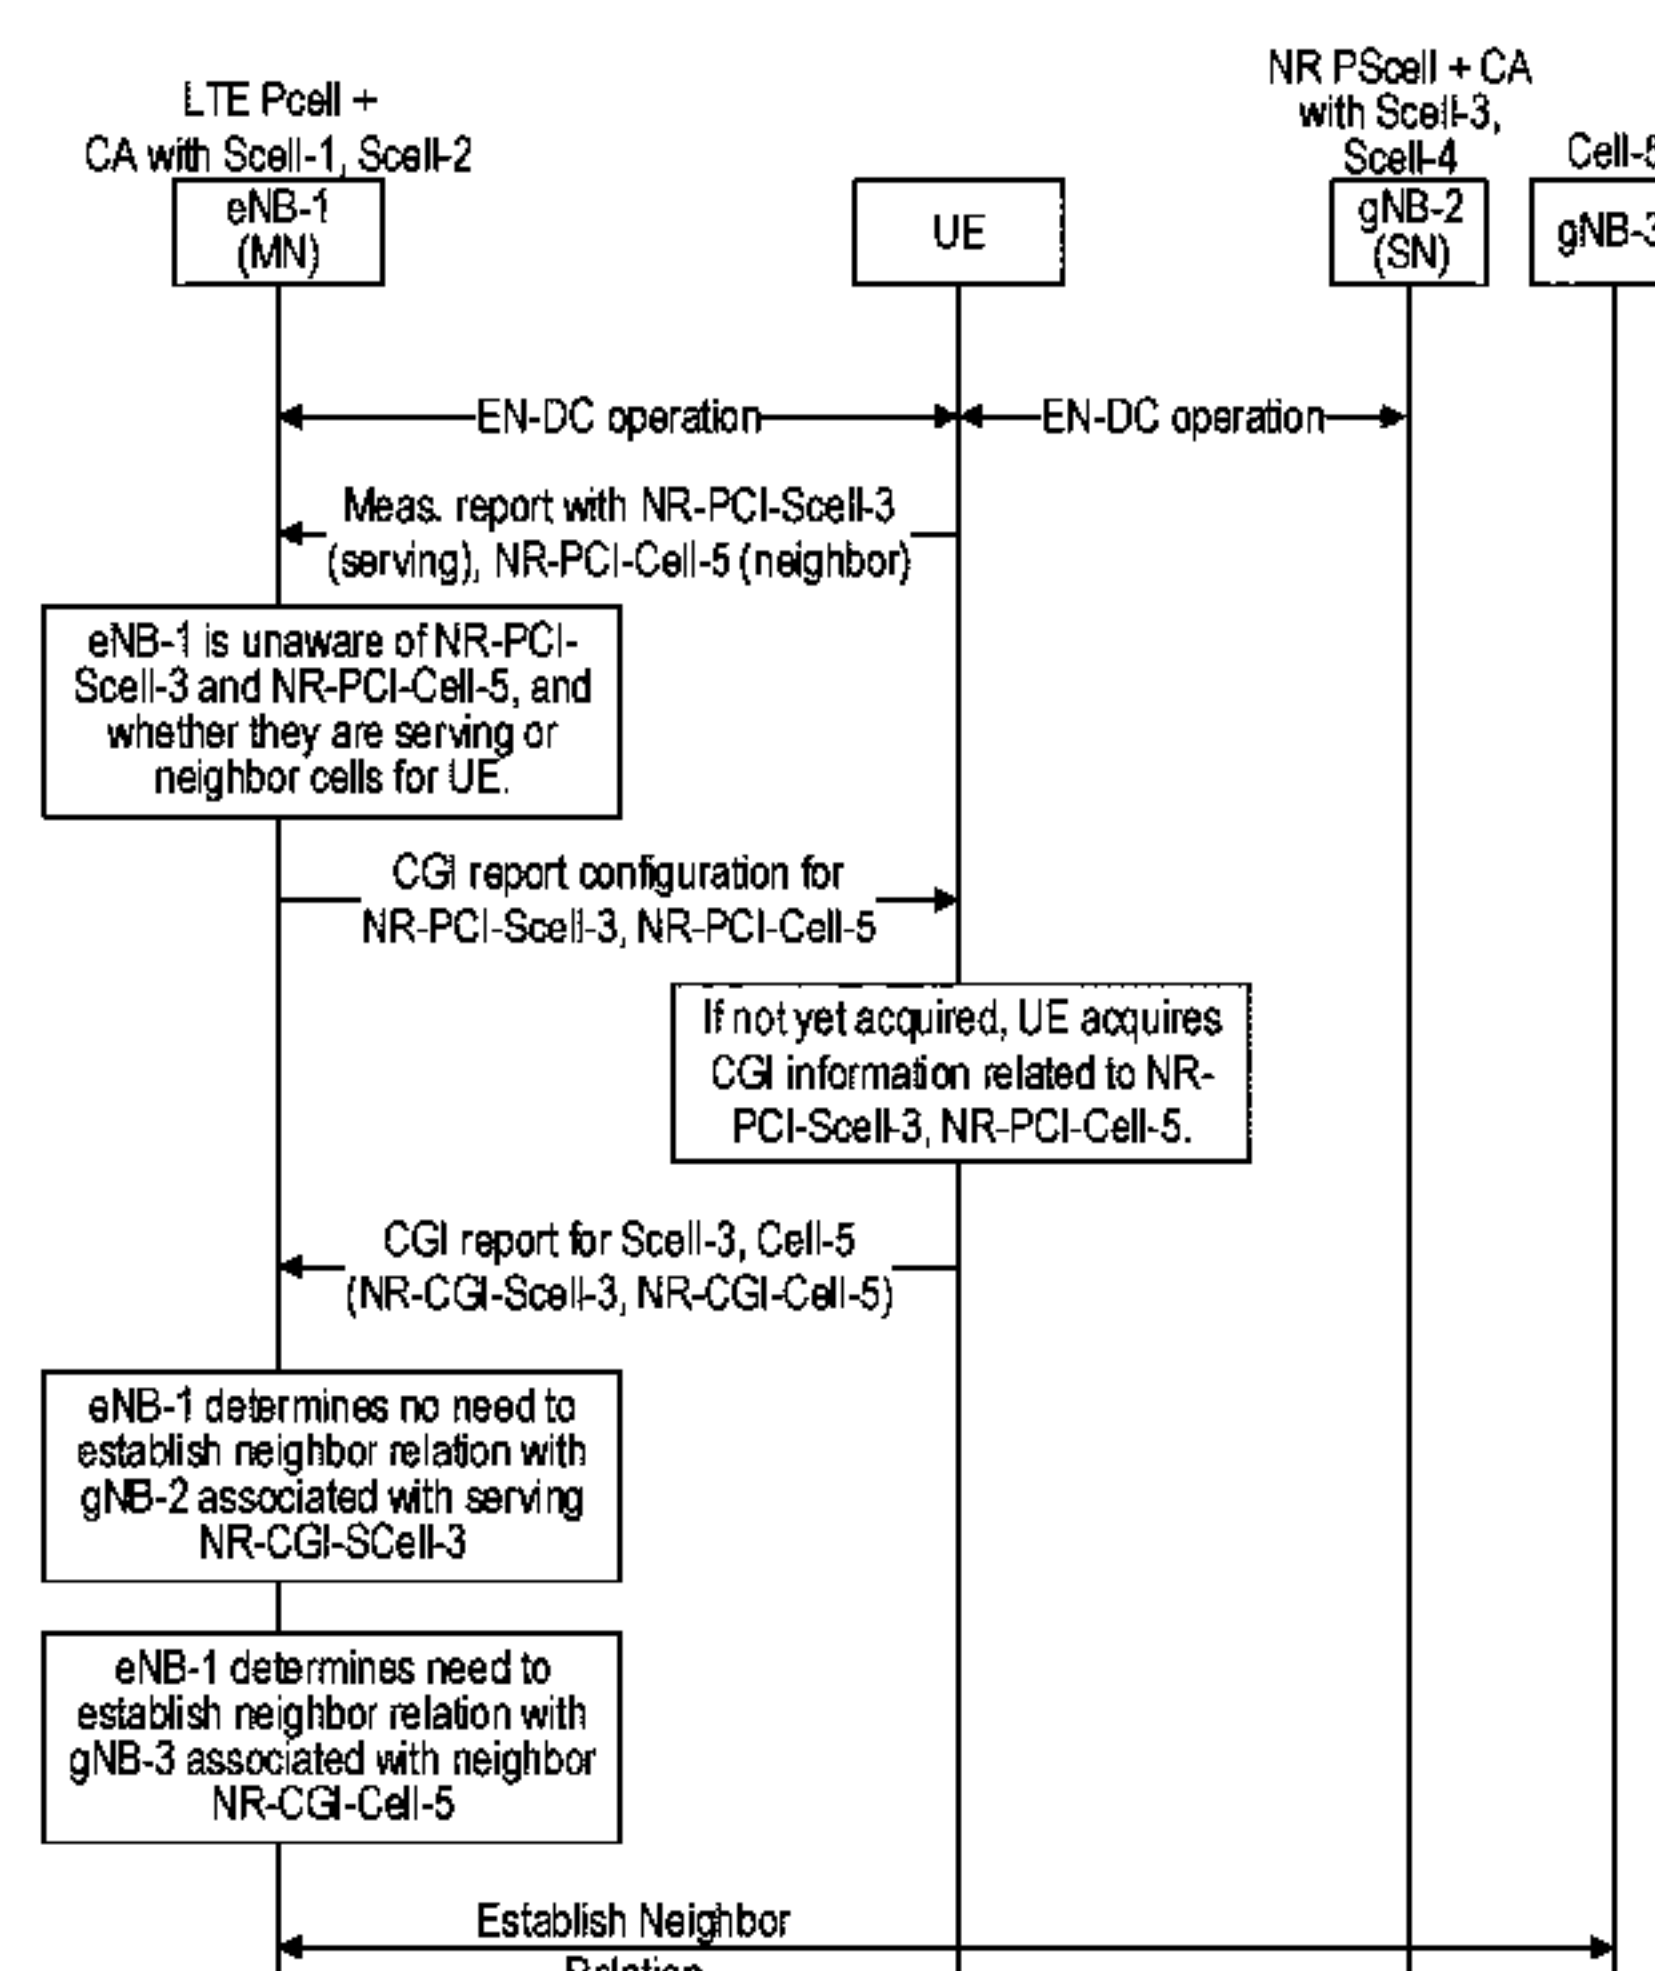 LTE Pcell +
CA with Scell-1, Scell-2
eNB-1
(MN)
UE
NR PScell + CA
with Scell-3,
Scell-4
gNB-2
(SN)
Cell-5
gNB-3
EN-DC operation
EN-DC operation
Meas. report with NR-PCI-Scell-3
(serving), NR-PCI-Cell-5 (neighbor)
eNB-1 is unaware of NR-PCI-
Scell-3 and NR-PCI-Cell-5, and
whether they are serving or
neighbor cells for UE.
CGI report configuration for
NR-PCI-Scell-3, NR-PCI-Cell-5
If not yet acquired, UE acquires
CGI information related to NR-
PCI-Scell-3, NR-PCI-Cell-5.
CGI report for Scell-3, Cell-5
(NR-CGI-Scell-3, NR-CGI-Cell-5)
eNB-1 determines no need to
establish neighbor relation with
gNB-2 associated with serving
NR-CGI-SCell-3
eNB-1 determines need to
establish neighbor relation with
gNB-3 associated with neighbor
NR-CGI-Cell-5
Establish Neighbor
Relation